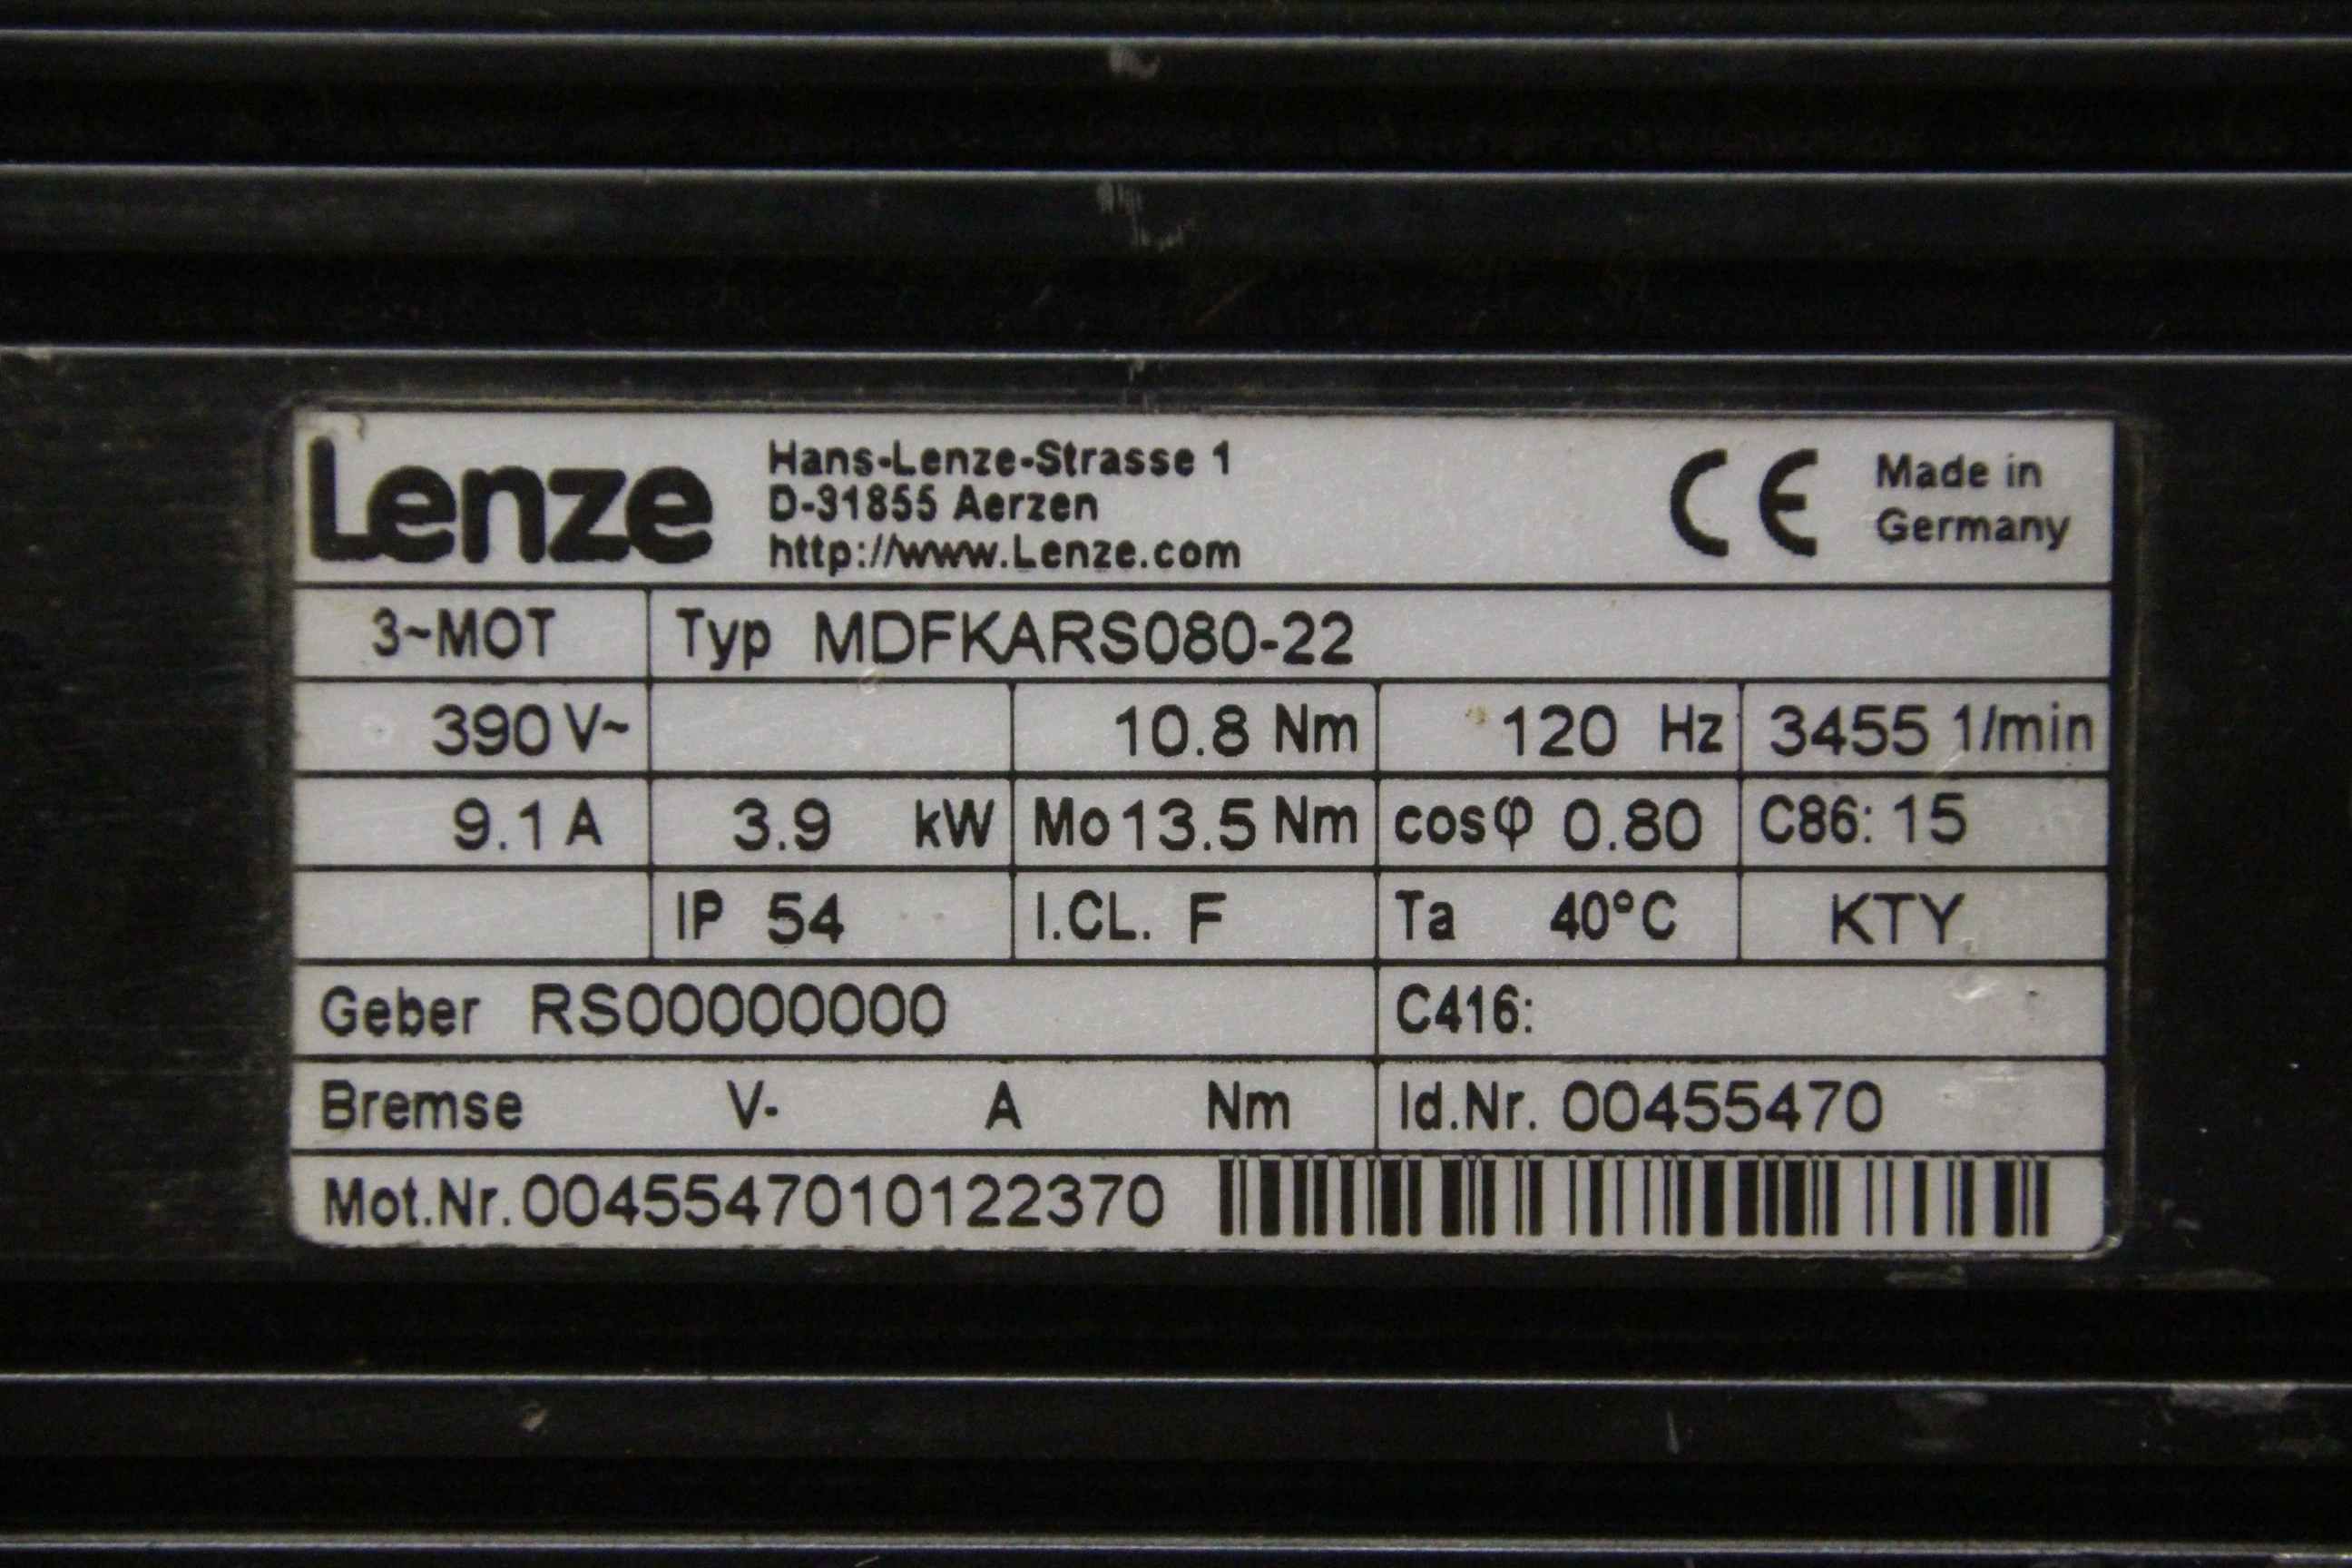 Lenze
Hans-Lenze-Strasse 1
D-31855 Aerzen
http://www.Lenze.com
CE
Made in
Germany
3~MOT Typ MDFKARS080-22
390 V~ 10.8 Nm 120 Hz 3455 1/min
9.1 A 3.9 kW Mo 13.5 Nm cosφ 0.80 C86: 15
IP 54 I.CL. F Ta 40°C KTY
Geber RS00000000 C416:
Bremse V- A Nm Id.Nr. 00455470
Mot.Nr. 0045547010122370